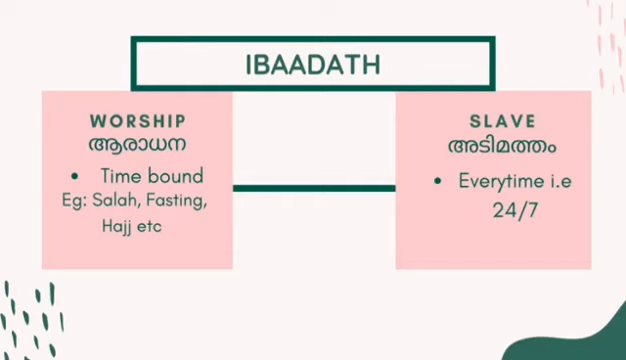 IBAADATH
WORSHIP
ആരാധന
• Time bound
Eg: Salah, Fasting,
Hajj etc
SLAVE
അടിമത്തം
• Everytime i.e
24/7